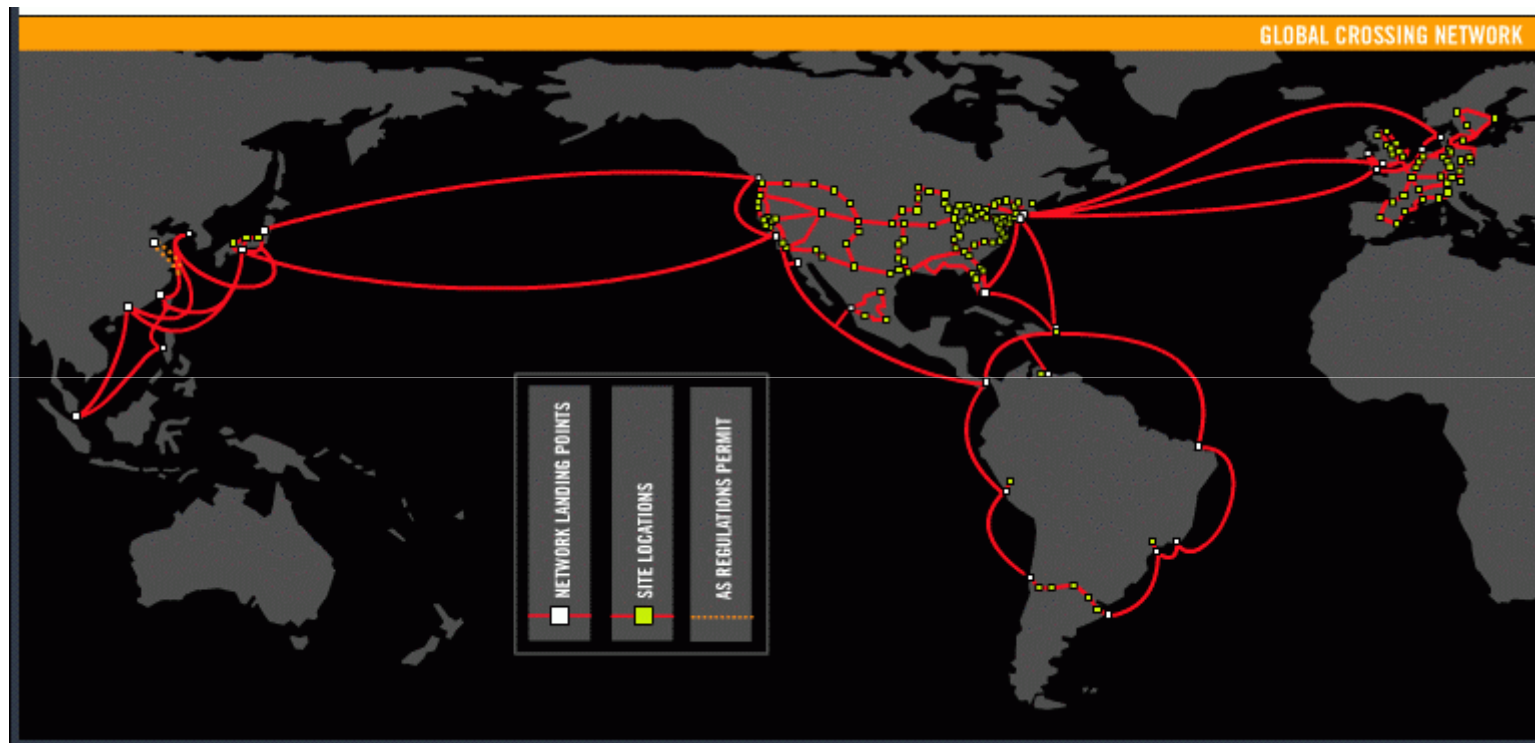 GLOBAL CROSSING NETWORK
NETWORK LANDING POINTS
SITE LOCATIONS
AS REGULATIONS PERMIT